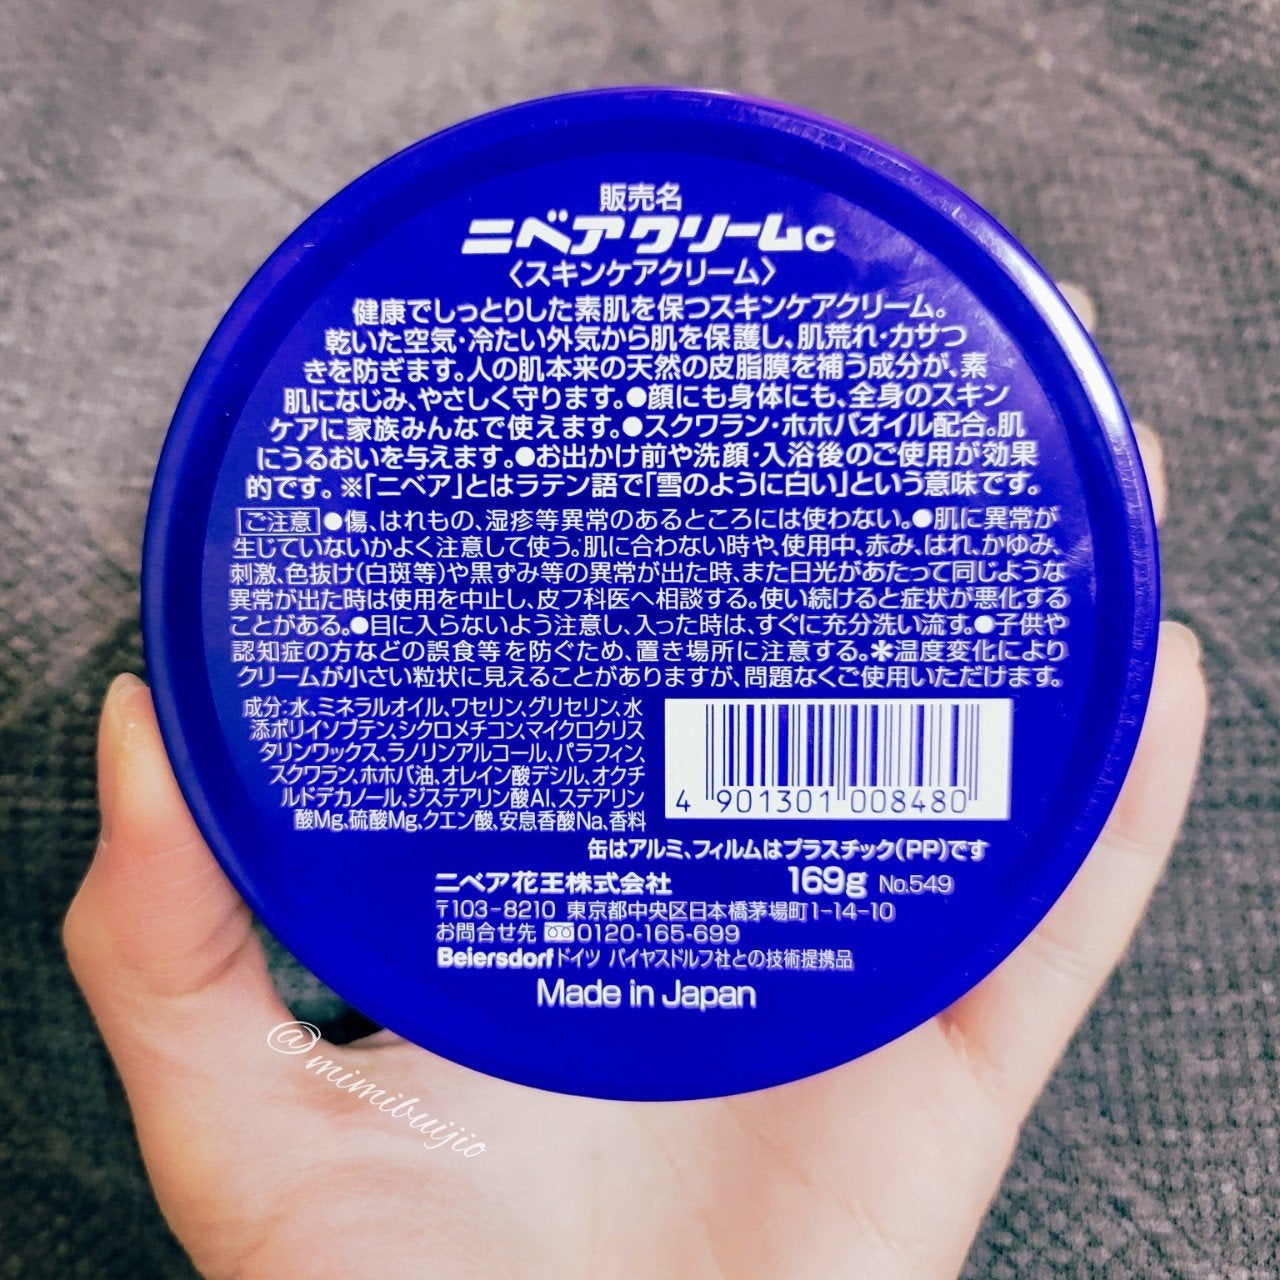 販売名
ニベアクリームc
〈スキンケアクリーム〉
健康でしっとりした素肌を保つスキンケアクリーム。
乾いた空気・冷たい外気から肌を保護し、肌荒れ・カサつ
きを防ぎます。人の肌本来の天然の皮脂膜を補う成分が、素
肌になじみ、やさしく守ります。●顔にも身体にも、全身のスキン
ケアに家族みんなで使えます。●スクワラン・ホホバオイル配合。肌
にうるおいを与えます。●お出かけ前や洗顔・入浴後のご使用が効果
的です。※「ニベア」とはラテン語で「雪のように白い」という意味です。
ご注意 ●傷、はれもの、湿疹等異常のあるところには使わない。●肌に異常が
生じていないかよく注意して使う。肌に合わない時や、使用中、赤み、はれ、かゆみ、
刺激、色抜け(白斑等)や黒ずみ等の異常が出た時、また日光があたって同じような
異常が出た時は使用を中止し、皮フ科医へ相談する。使い続けると症状が悪化する
ことがある。●目に入らないよう注意し、入った時は、すぐに充分洗い流す。●子供や
認知症の方などの誤食等を防ぐため、置き場所に注意する。＊温度変化により
クリームが小さい粒状に見えることがありますが、問題なくご使用いただけます。
成分:水、ミネラルオイル、ワセリン、グリセリン、水
添ポリイソブテン、シクロメチコン、マイクロクリス
タリンワックス、ラノリンアルコール、パラフィン、
スクワラン、ホホバ油、オレイン酸デシル、オクチ
ルドデカノール、ジステアリン酸Al、ステアリン
酸Mg、硫酸Mg、クエン酸、安息香酸Na、香料
4 901301 008480
缶はアルミ、フィルムはプラスチック(PP)です
ニベア花王株式会社 169g No.549
〒103-8210 東京都中央区日本橋茅場町1-14-10
お問合せ先 0120-165-699
Beiersdorf ドイツ バイヤスドルフ社との技術提携品
Made in Japan
@mimibuijio